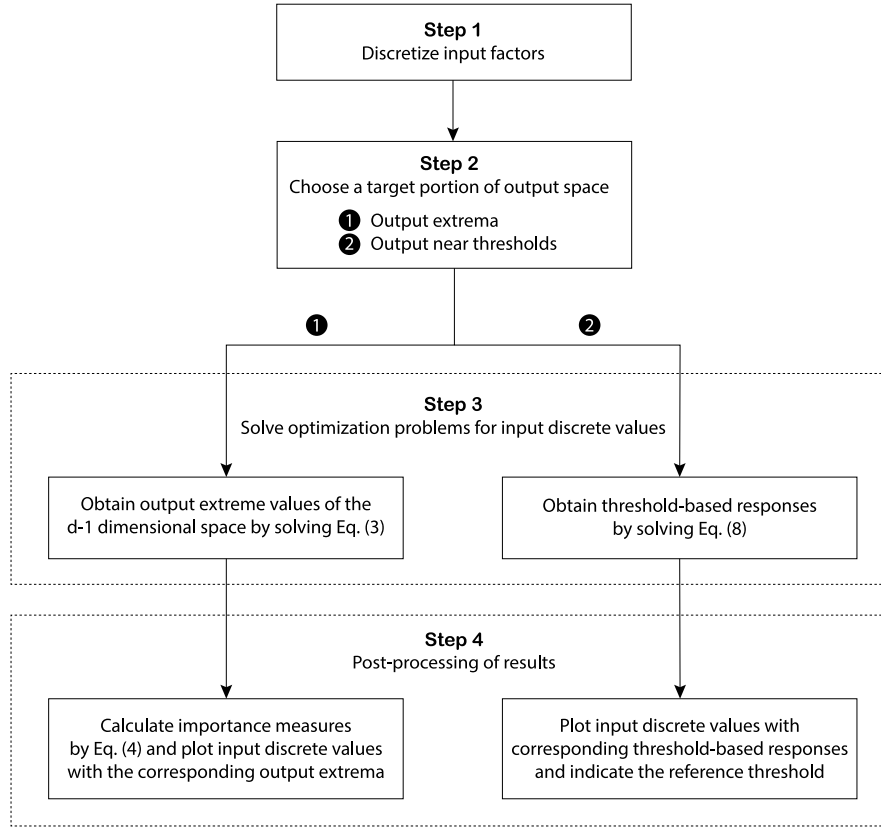 Step 1
Discretize input factors
Step 2
Choose a target portion of output space
1 Output extrema
2 Output near thresholds
1
2
Step 3
Solve optimization problems for input discrete values
Obtain output extreme values of the
d-1 dimensional space by solving Eq. (3)
Obtain threshold-based responses
by solving Eq. (8)
Step 4
Post-processing of results
Calculate importance measures
by Eq. (4) and plot input discrete values
with the corresponding output extrema
Plot input discrete values with
corresponding threshold-based responses
and indicate the reference threshold